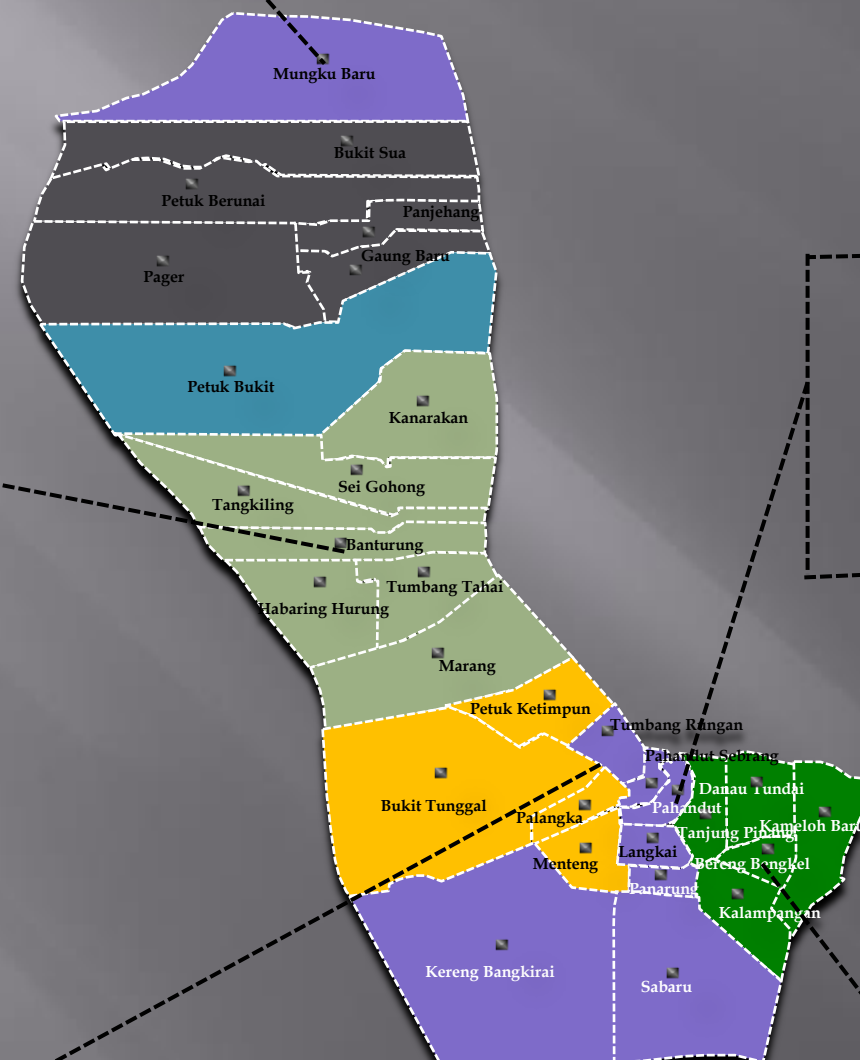 Mungku Baru
Bukit Sua
Petuk Berunai
Panjehang
Gaung Baru
Pager
Petuk Bukit
Kanarakan
Sei Gohong
Tangkiling
Banturung
Tumbang Tahai
Habaring Hurung
Marang
Petuk Ketimpun
Tumbang Rungan
Pahandut Sebrang
Danau Tundai
Bukit Tunggal
Pahandut
Palangka
Kameloh Baru
Tanjung Pinang
Langkai
Menteng
Bereng Bengkel
Panarung
Kalampangan
Kereng Bangkirai
Sabaru